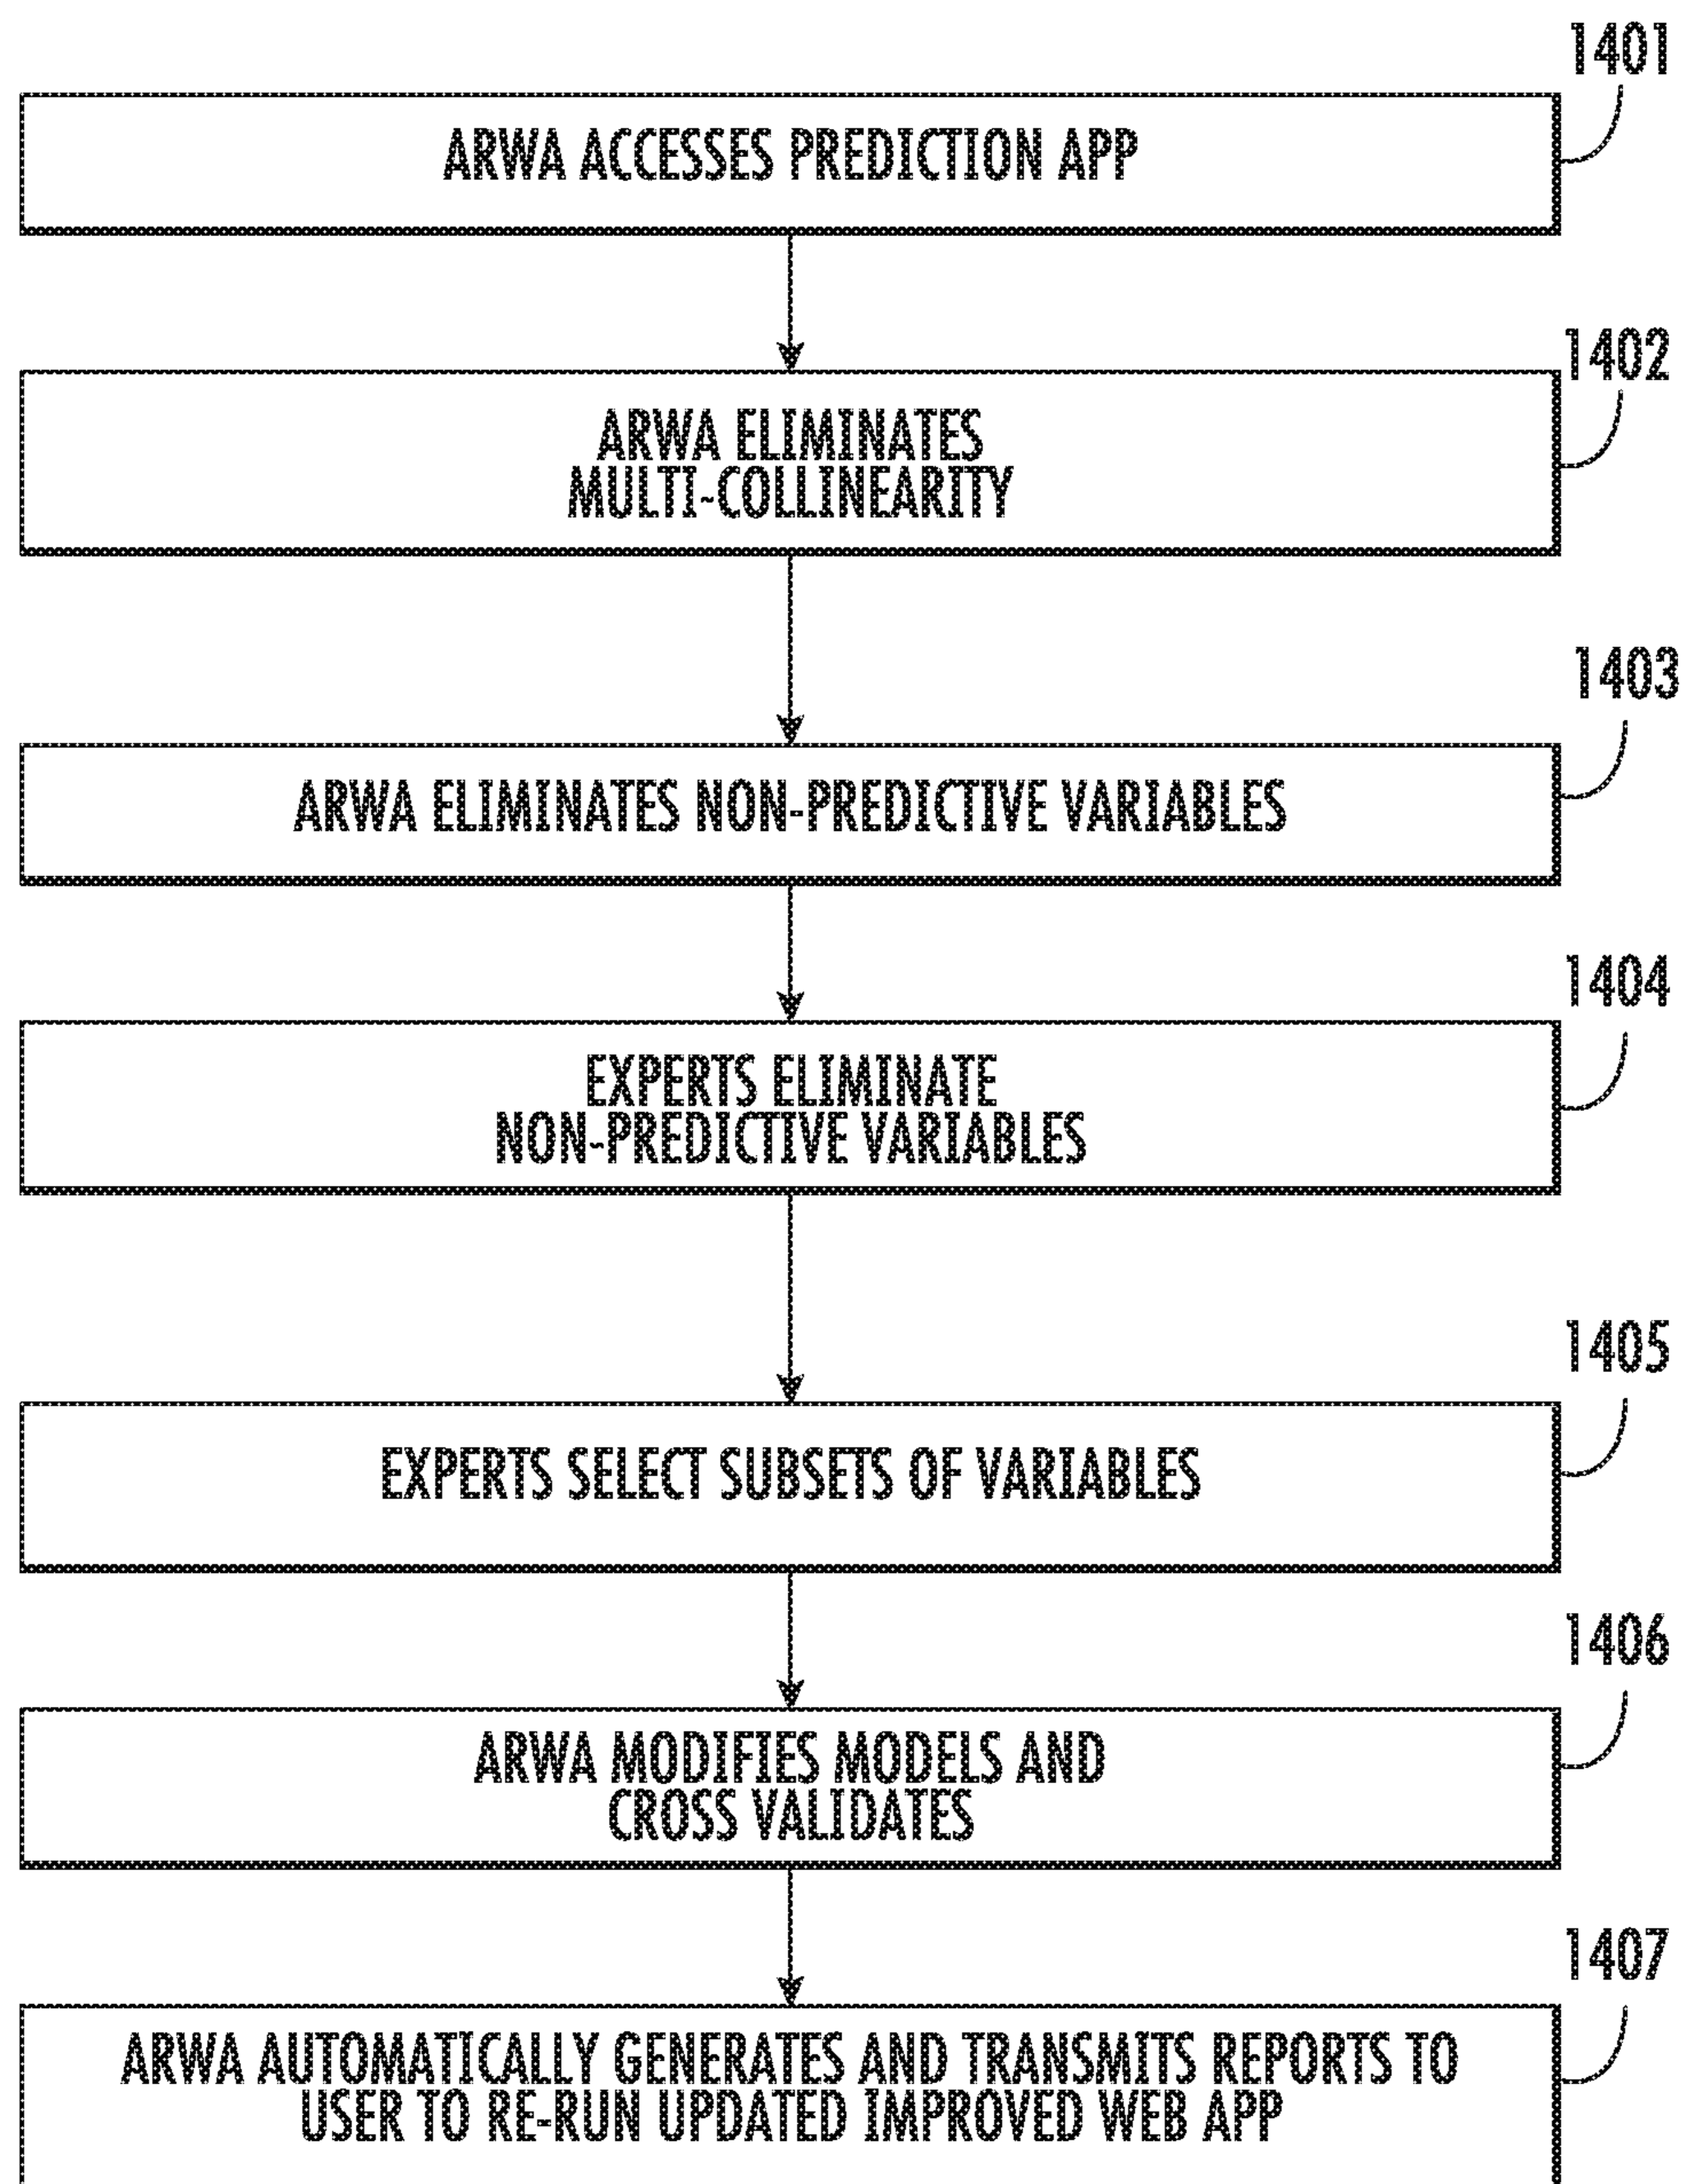 1401
ARWA ACCESSES PREDICTION APP
1402
ARWA ELIMINATES
MULTI-COLLINEARITY
1403
ARWA ELIMINATES NON-PREDICTIVE VARIABLES
1404
EXPERTS ELIMINATE
NON-PREDICTIVE VARIABLES
1405
EXPERTS SELECT SUBSETS OF VARIABLES
1406
ARWA MODIFIES MODELS AND
CROSS VALIDATES
1407
ARWA AUTOMATICALLY GENERATES AND TRANSMITS REPORTS TO
USER TO RE-RUN UPDATED IMPROVED WEB APP